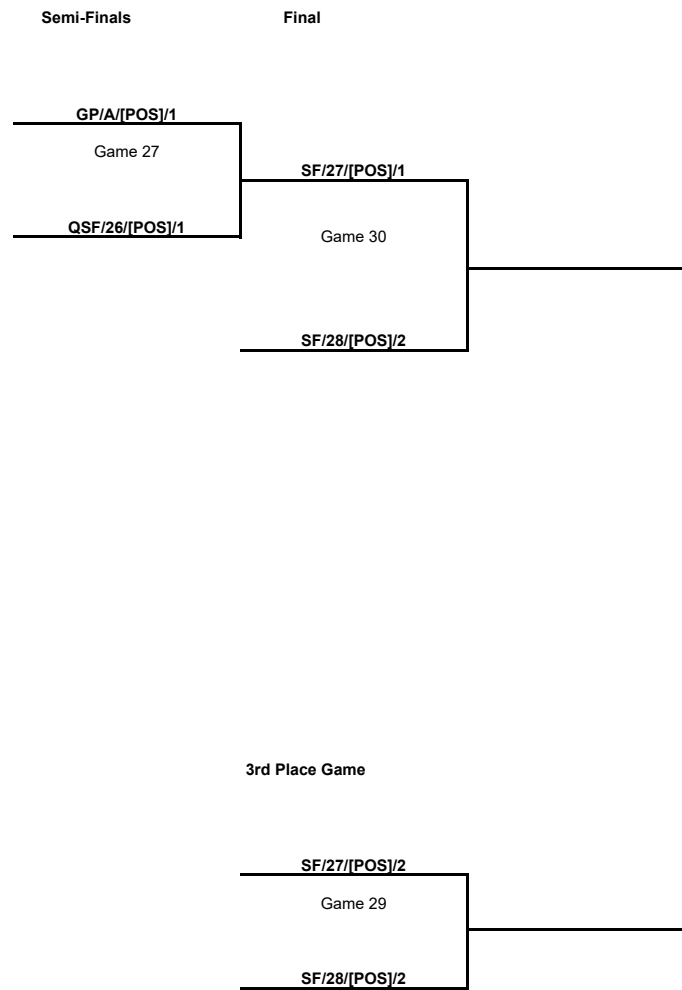 Semi-Finals Final
GP/A/[POS]/1
Game 27
SF/27/[POS]/1
QSF/26/[POS]/1
Game 30
SF/28/[POS]/2
3rd Place Game
SF/27/[POS]/2
Game 29
SF/28/[POS]/2